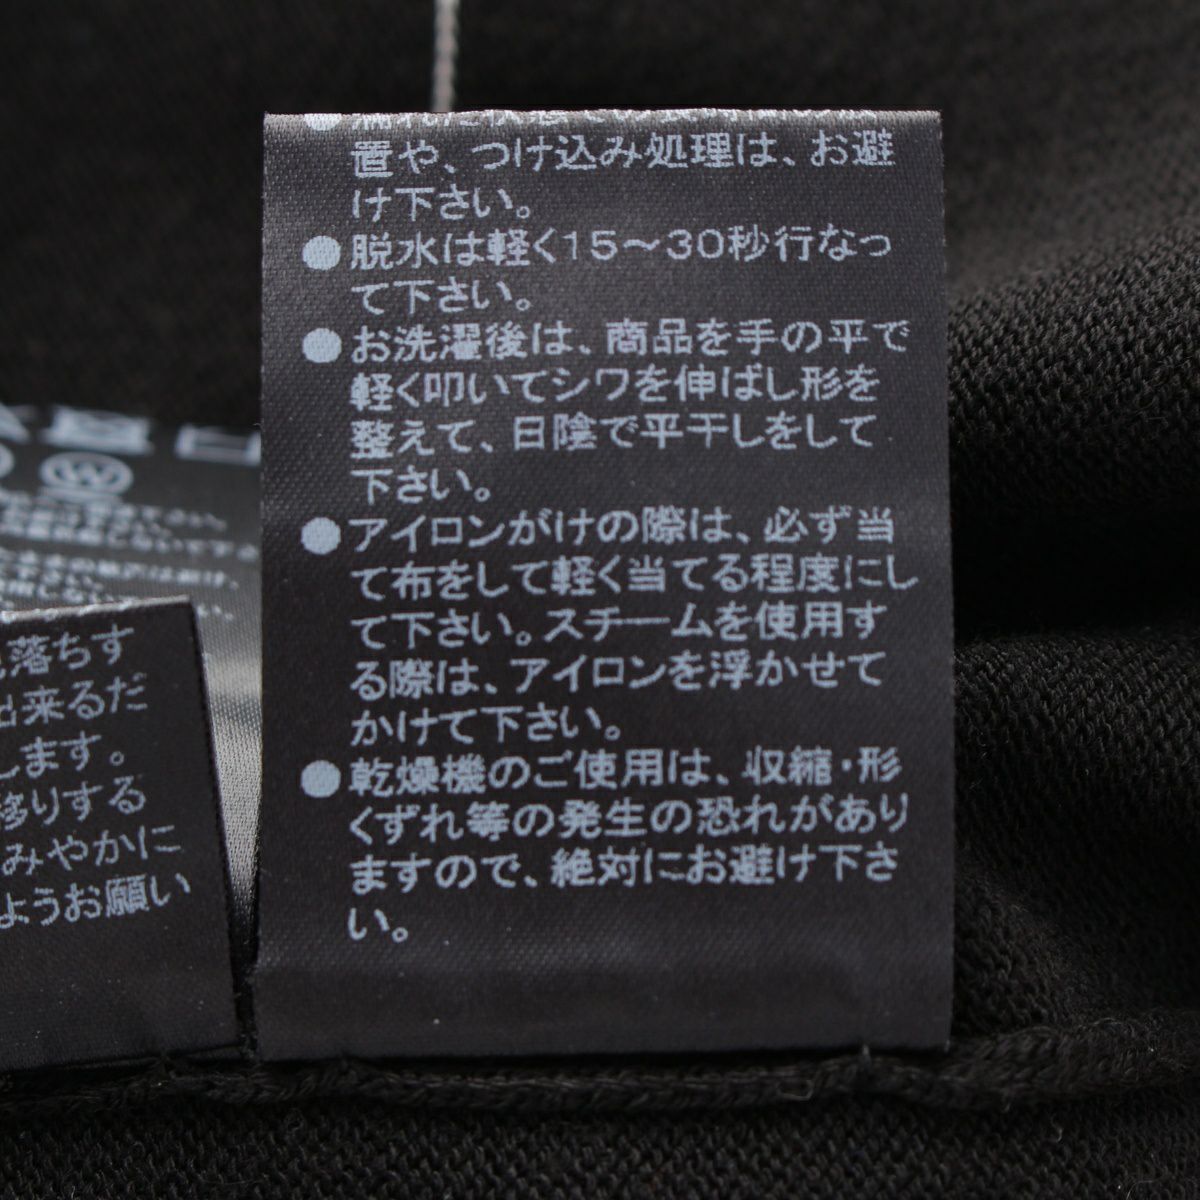 置や、つけ込み処理は、お避
け下さい。
●脱水は軽く15〜30秒行なっ
て下さい。
●お洗濯後は、商品を手の平で
軽く叩いてシワを伸ばし形を
整えて、日陰で平干しをして
下さい。
●アイロンがけの際は、必ず当
て布をして軽く当てる程度にし
て下さい。スチームを使用す
る際は、アイロンを浮かせて
かけて下さい。
●乾燥機のご使用は、収縮・形
くずれ等の発生の恐れがあり
ますので、絶対にお避け下さ
い。
落ちす
出来るだ
します。
移りする
みやかに
ようお願い
W